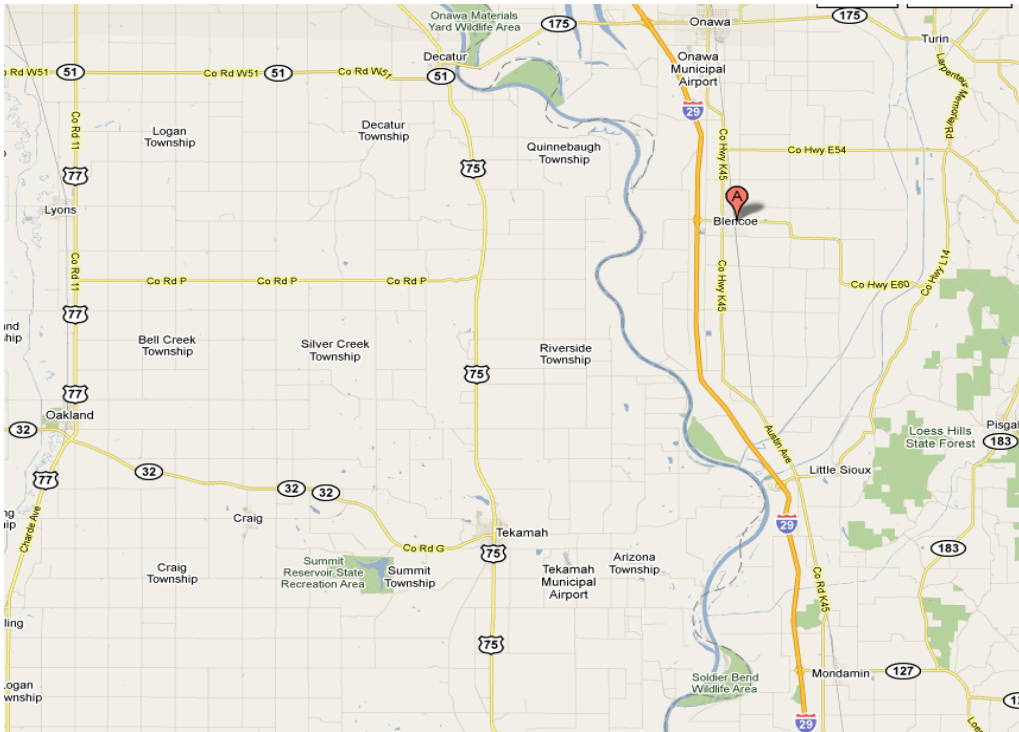 Onawa Materials
Yard Wildlife Area
175
Onawa
175
Turin
Decatur
Co Rd W51
51
Co Rd W51
51
Co Rd W51
51
Onawa
Municipal
Airport
Larpenteur Memorial Rd
29
Co Rd 11
Logan
Township
Decatur
Township
Quinnebaugh
Township
Co Hwy K45
Co Hwy E54
77
75
A
Lyons
Blencoe
Co Rd 11
Co Rd P
Co Rd P
Co Rd P
Co Hwy K45
Co Hwy E60
Co Hwy L14
77
Bell Creek
Township
Silver Creek
Township
Riverside
Township
75
77
Oakland
32
Austin Ave
Loess Hills
State Forest
183
77
32
32
32
Little Sioux
Charde Ave
Craig
Tekamah
29
Co Rd G
75
183
Craig
Township
Summit
Reservoir State
Recreation Area
Summit
Township
Tekamah
Municipal
Airport
Arizona
Township
Co Rd K45
75
Soldier Bend
Wildlife Area
Mondamin
127
29